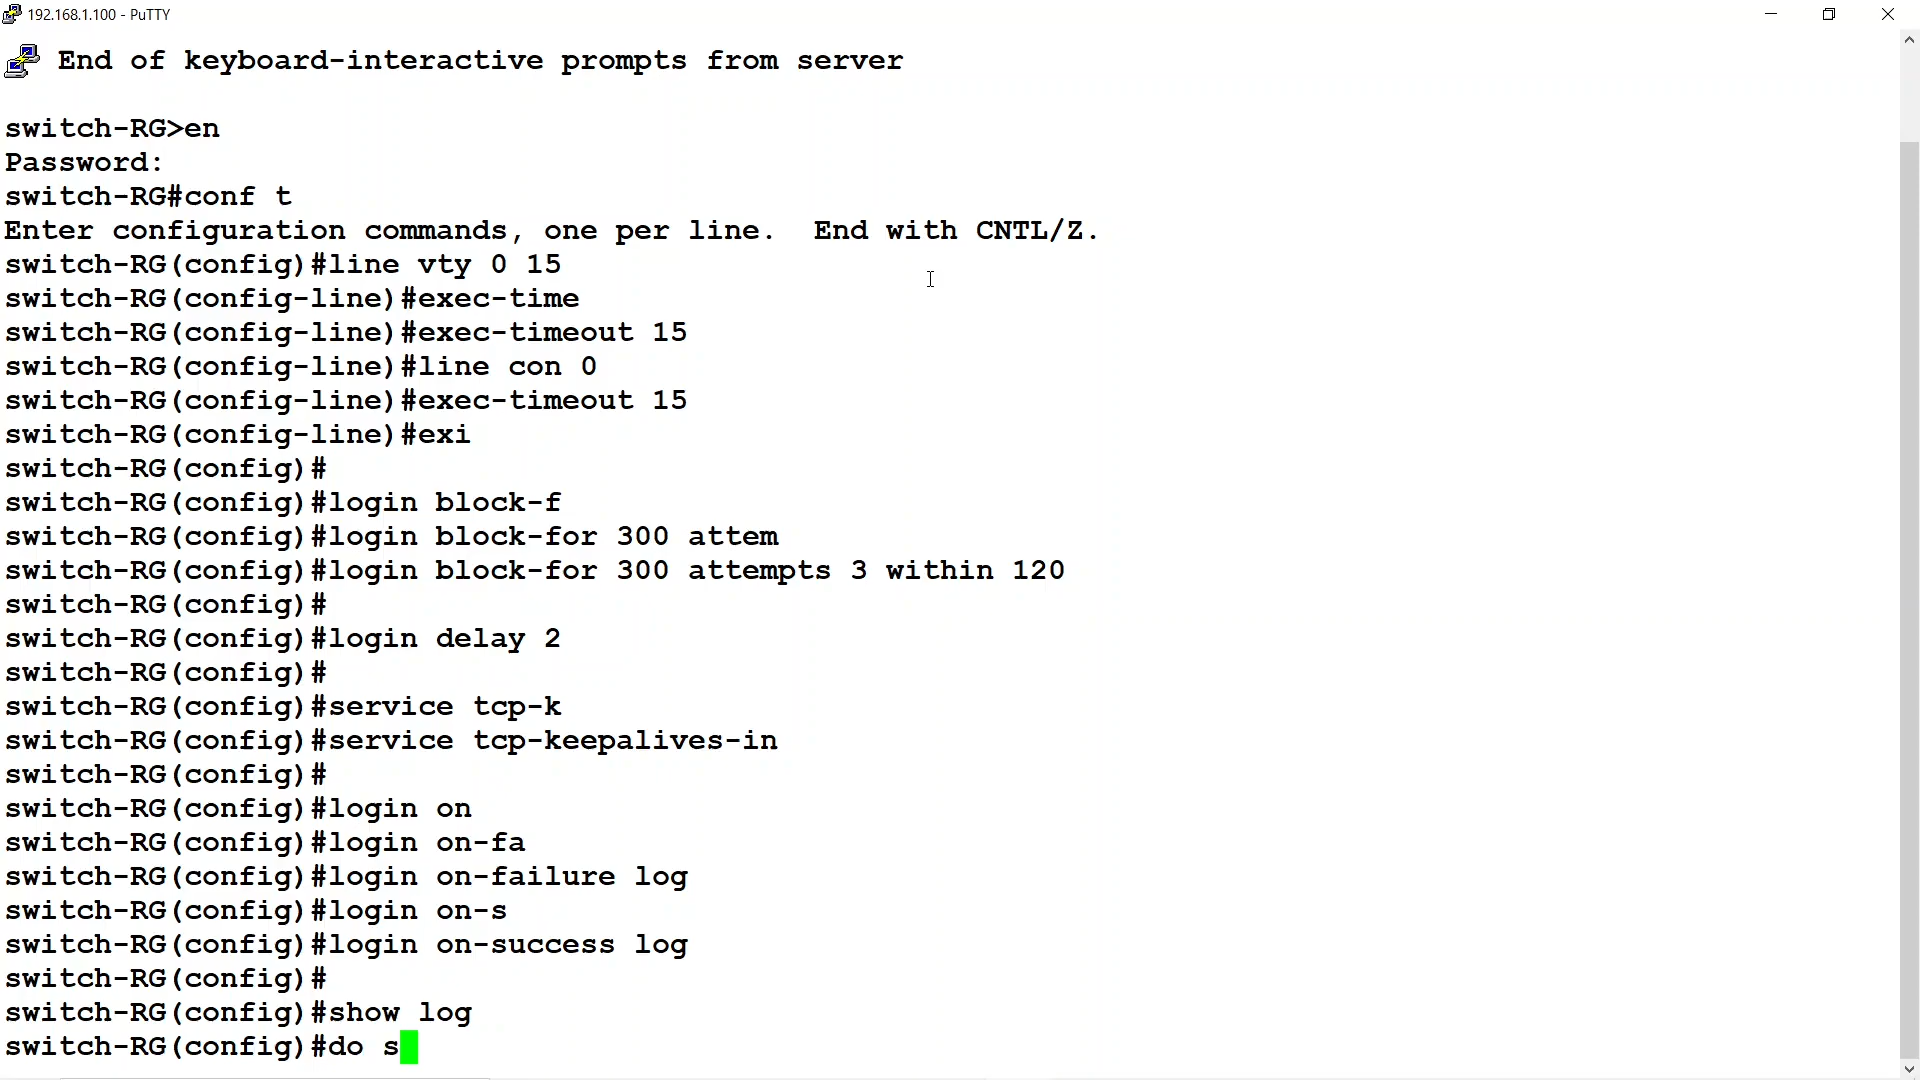 192.168.1.100 - PuTTY
End of keyboard-interactive prompts from server
switch-RG>en
Password:
switch-RG#conf t
Enter configuration commands, one per line.  End with CNTL/Z.
switch-RG(config)#line vty 0 15
switch-RG(config-line)#exec-time
switch-RG(config-line)#exec-timeout 15
switch-RG(config-line)#line con 0
switch-RG(config-line)#exec-timeout 15
switch-RG(config-line)#exi
switch-RG(config)#
switch-RG(config)#login block-f
switch-RG(config)#login block-for 300 attem
switch-RG(config)#login block-for 300 attempts 3 within 120
switch-RG(config)#
switch-RG(config)#login delay 2
switch-RG(config)#
switch-RG(config)#service tcp-k
switch-RG(config)#service tcp-keepalives-in
switch-RG(config)#
switch-RG(config)#login on
switch-RG(config)#login on-fa
switch-RG(config)#login on-failure log
switch-RG(config)#login on-s
switch-RG(config)#login on-success log
switch-RG(config)#
switch-RG(config)#show log
switch-RG(config)#do s